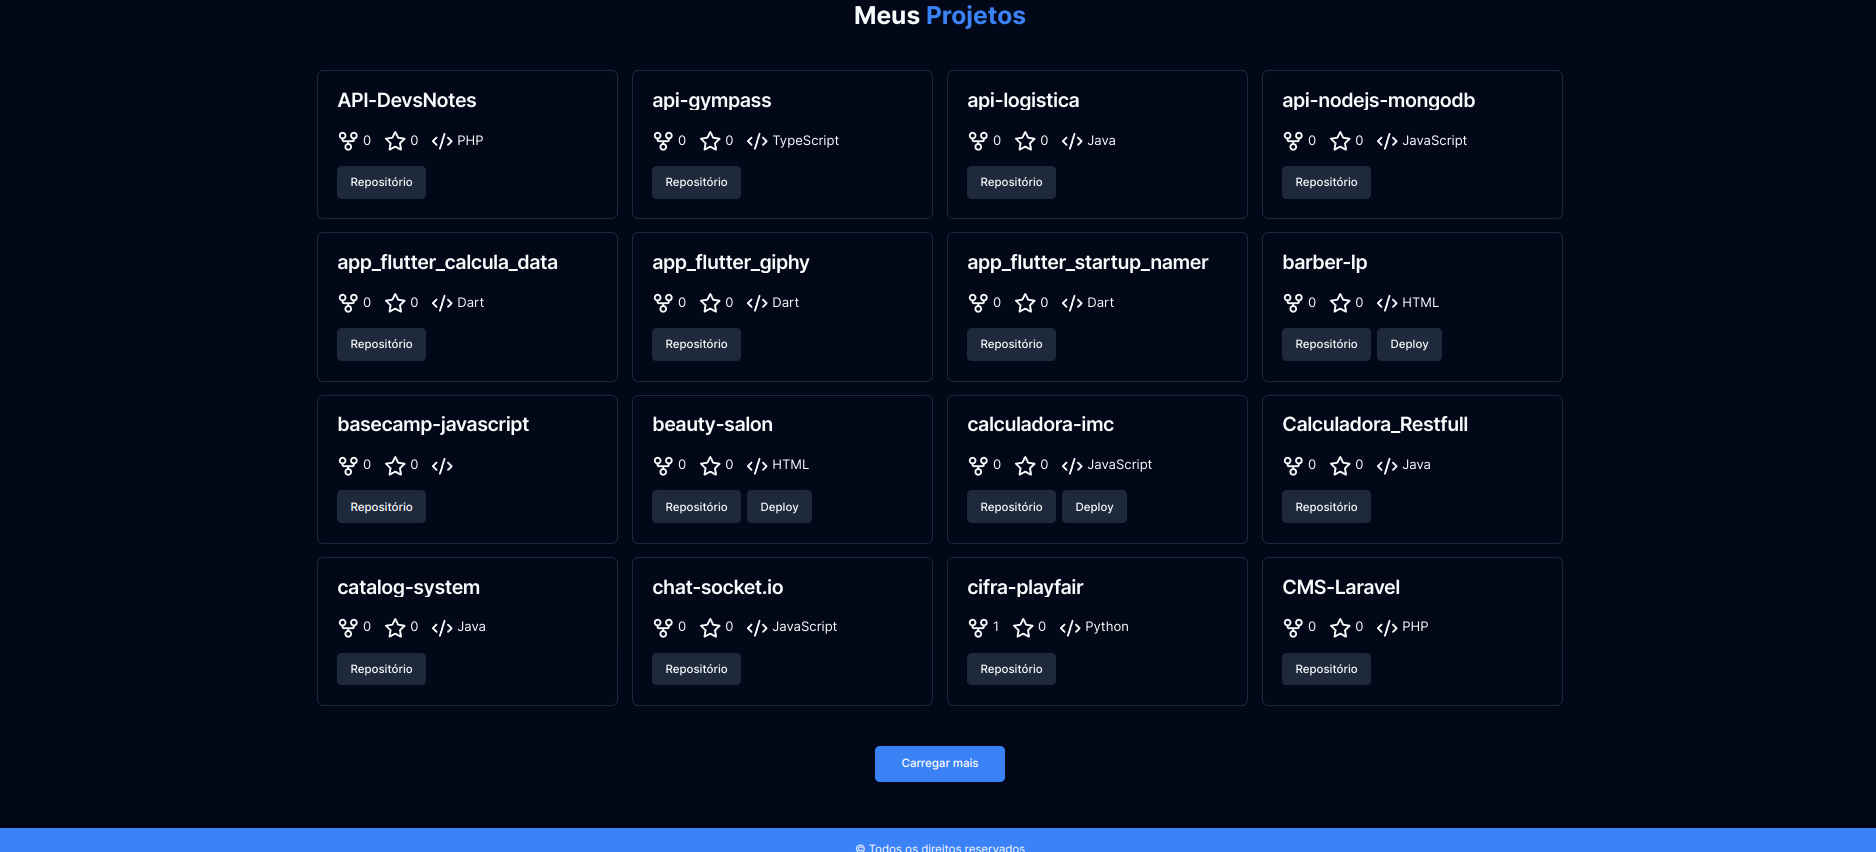 Meus Projetos
API-DevsNotes
0 0 PHP
Repositório
api-gympass
0 0 TypeScript
Repositório
api-logistica
0 0 Java
Repositório
api-nodejs-mongodb
0 0 JavaScript
Repositório
app_flutter_calcula_data
0 0 Dart
Repositório
app_flutter_giphy
0 0 Dart
Repositório
app_flutter_startup_namer
0 0 Dart
Repositório
barber-lp
0 0 HTML
Repositório Deploy
basecamp-javascript
0 0
Repositório
beauty-salon
0 0 HTML
Repositório Deploy
calculadora-imc
0 0 JavaScript
Repositório Deploy
Calculadora_Restfull
0 0 Java
Repositório
catalog-system
0 0 Java
Repositório
chat-socket.io
0 0 JavaScript
Repositório
cifra-playfair
1 0 Python
Repositório
CMS-Laravel
0 0 PHP
Repositório
Carregar mais
© Todos os direitos reservados